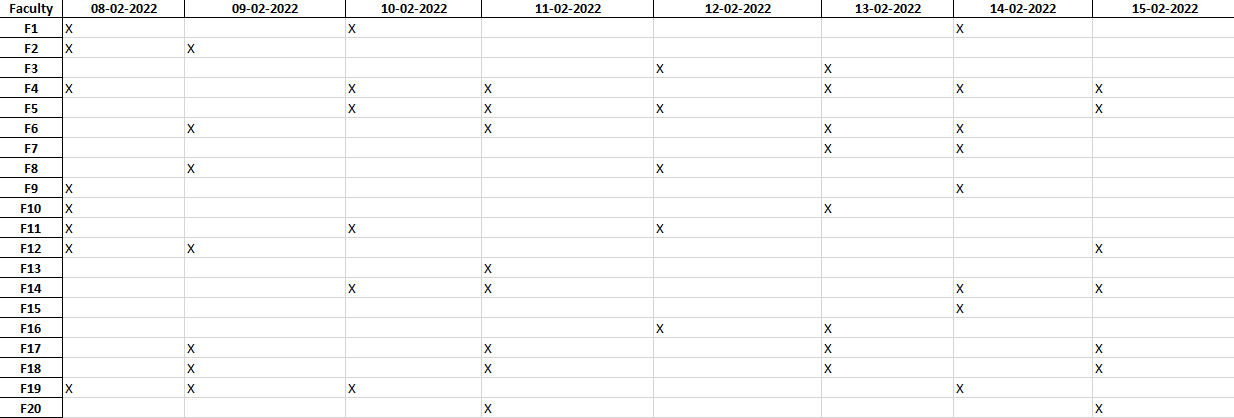 Faculty 08-02-2022 09-02-2022 10-02-2022 11-02-2022 12-02-2022 13-02-2022 14-02-2022 15-02-2022
F1 X X X
F2 X X
F3 X X
F4 X X X X X X
F5 X X X X
F6 X X X X
F7 X X
F8 X X
F9 X X
F10 X X
F11 X X X
F12 X X X
F13 X
F14 X X X X
F15 X
F16 X X
F17 X X X X
F18 X X X X
F19 X X X X
F20 X X